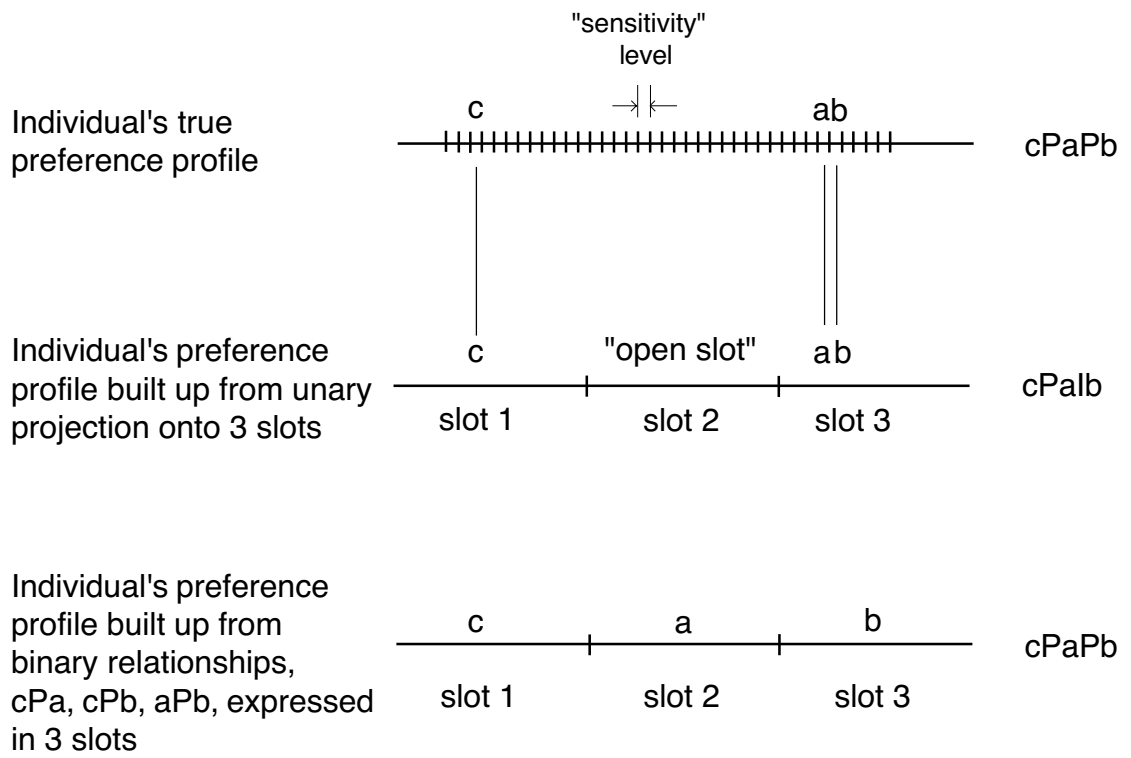 "sensitivity"
level
Individual's true
preference profile
c
ab
cPaPb
Individual's preference
profile built up from unary
projection onto 3 slots
c
"open slot"
ab
cPaIb
slot 1
slot 2
slot 3
Individual's preference
profile built up from
binary relationships,
cPa, cPb, aPb, expressed
in 3 slots
c
a
b
cPaPb
slot 1
slot 2
slot 3